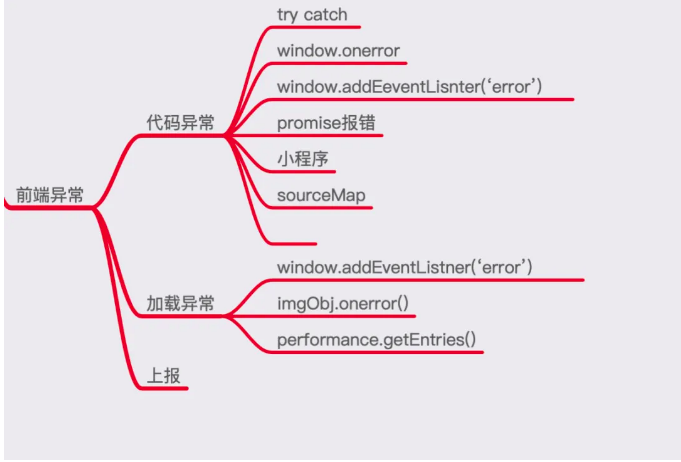 try catch
window.onerror
window.addEeventLisnter(‘error’)
代码异常
promise报错
小程序
前端异常
sourceMap
window.addEventListner(‘error’)
加载异常
imgObj.onerror()
performance.getEntries()
上报